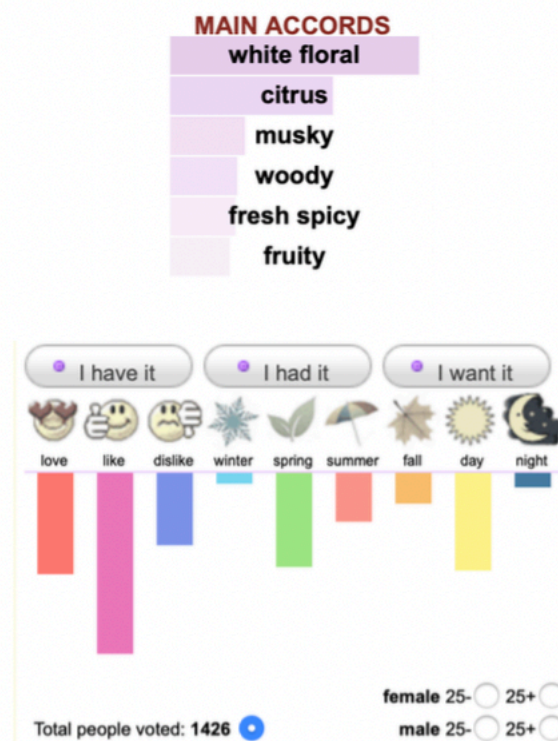 MAIN ACCORDS
white floral
citrus
musky
woody
fresh spicy
fruity
I have it I had it I want it
love like dislike winter spring summer fall day night
female 25- 25+
Total people voted: 1426 male 25- 25+